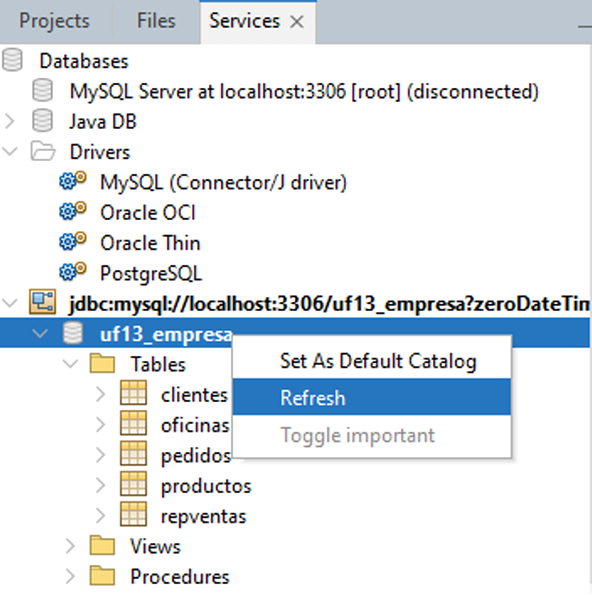 Projects Files Services
Databases
MySQL Server at localhost:3306 [root] (disconnected)
Java DB
Drivers
MySQL (Connector/J driver)
Oracle OCI
Oracle Thin
PostgreSQL
jdbc:mysql://localhost:3306/uf13_empresa?zeroDateTim
uf13_empresa
Set As Default Catalog
Tables
clientes
Refresh
oficinas
Toggle important
pedidos
productos
repventas
Views
Procedures